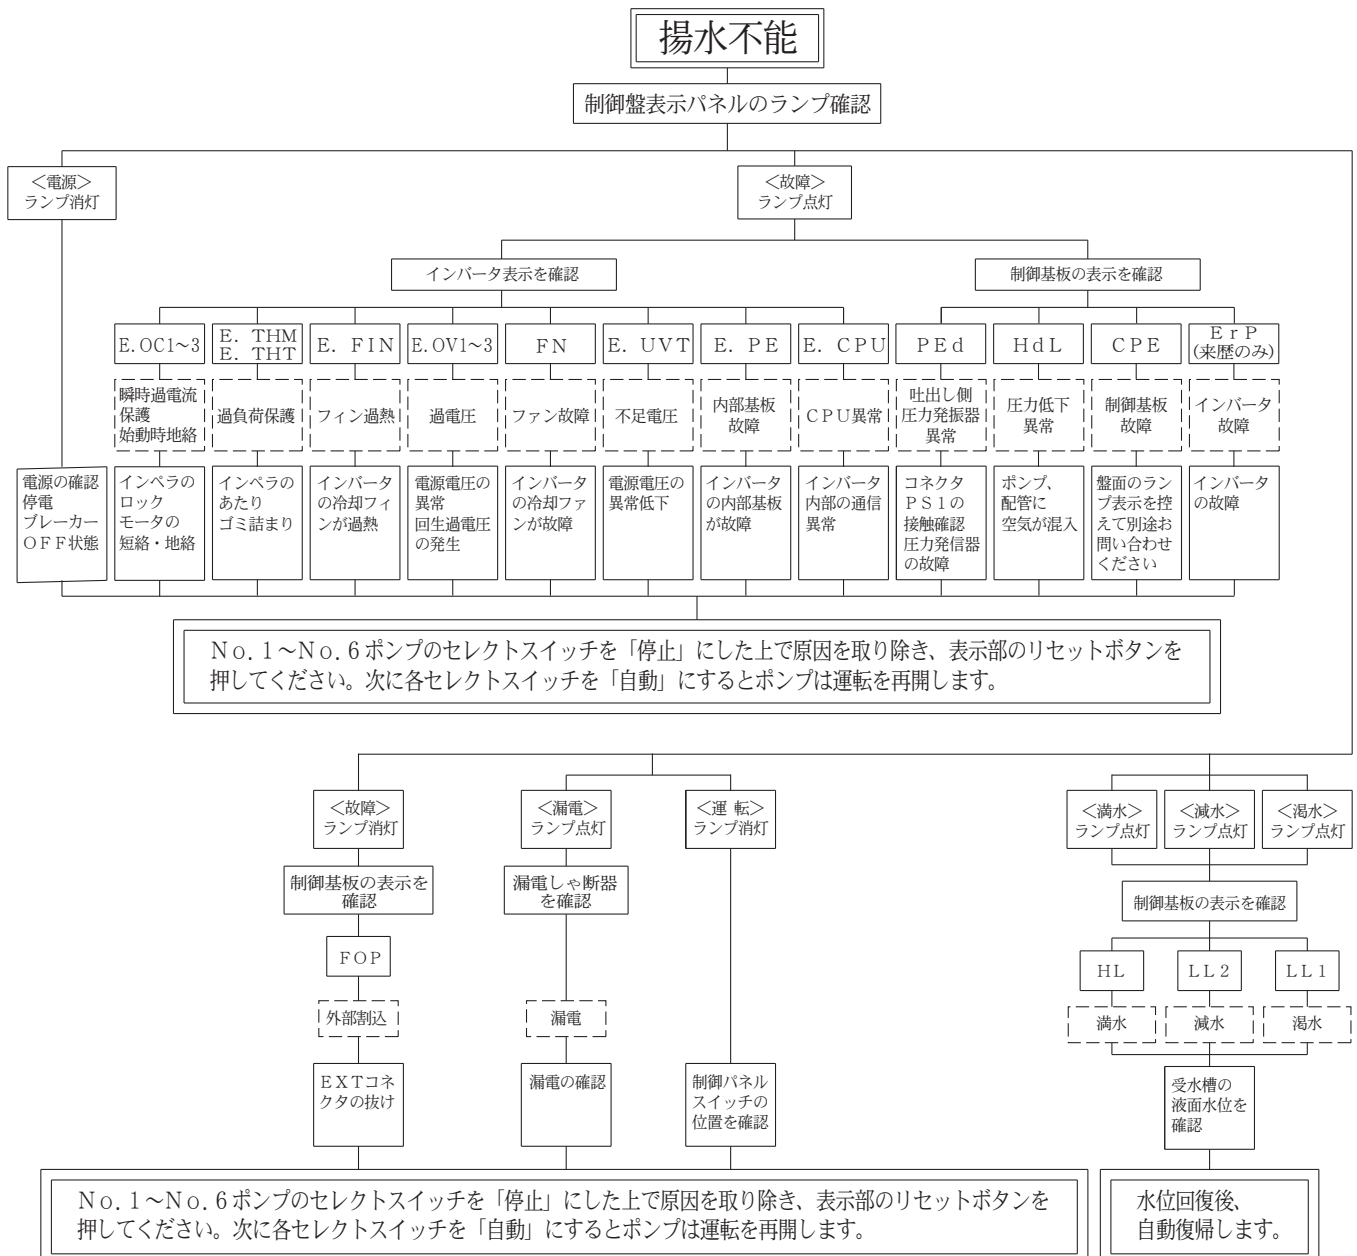 揚水不能
制御盤表示パネルのランプ確認
＜電源＞
ランプ消灯
＜故障＞
ランプ点灯
インバータ表示を確認
制御基板の表示を確認
E.OC1~3
E. THM
E. THT
E. FIN
E.OV1~3
FN
E. UVT
E. PE
E. CPU
PEd
HdL
CPE
ErP
(来歴のみ)
瞬時過電流
保護
始動時地絡
過負荷保護
フィン過熱
過電圧
ファン故障
不足電圧
内部基板
故障
CPU異常
吐出し側
圧力発振器
異常
圧力低下
異常
制御基板
故障
インバータ
故障
電源の確認
停電
ブレーカー
OFF状態
インペラの
ロック
モータの
短絡・地絡
インペラの
あたり
ゴミ詰まり
インバータ
の冷却フィ
ンが過熱
電源電圧の
異常
回生過電圧
の発生
インバータ
の冷却ファ
ンが故障
電源電圧の
異常低下
インバータ
の内部基板
が故障
インバータ
内部の通信
異常
コネクタ
PS1の
接触確認
圧力発信器
の故障
ポンプ、
配管に
空気が混入
盤面のラン
プ表示を控
えて別途お
問い合わせ
ください
インバータ
の故障
No.1～No.6ポンプのセレクトスイッチを「停止」にした上で原因を取り除き、表示部のリセットボタンを
押してください。次に各セレクトスイッチを「自動」にするとポンプは運転を再開します。
＜故障＞
ランプ消灯
＜漏電＞
ランプ点灯
＜運 転＞
ランプ消灯
＜満水＞
ランプ点灯
＜減水＞
ランプ点灯
＜渇水＞
ランプ点灯
制御基板の表示を
確認
漏電しゃ断器
を確認
制御基板の表示を確認
FOP
HL
LL2
LL1
外部割込
漏電
満水
減水
渇水
EXTコネ
クタの抜け
漏電の確認
制御パネル
スイッチの
位置を確認
受水槽の
液面水位を
確認
No.1～No.6ポンプのセレクトスイッチを「停止」にした上で原因を取り除き、表示部のリセットボタンを
押してください。次に各セレクトスイッチを「自動」にするとポンプは運転を再開します。
水位回復後、
自動復帰します。